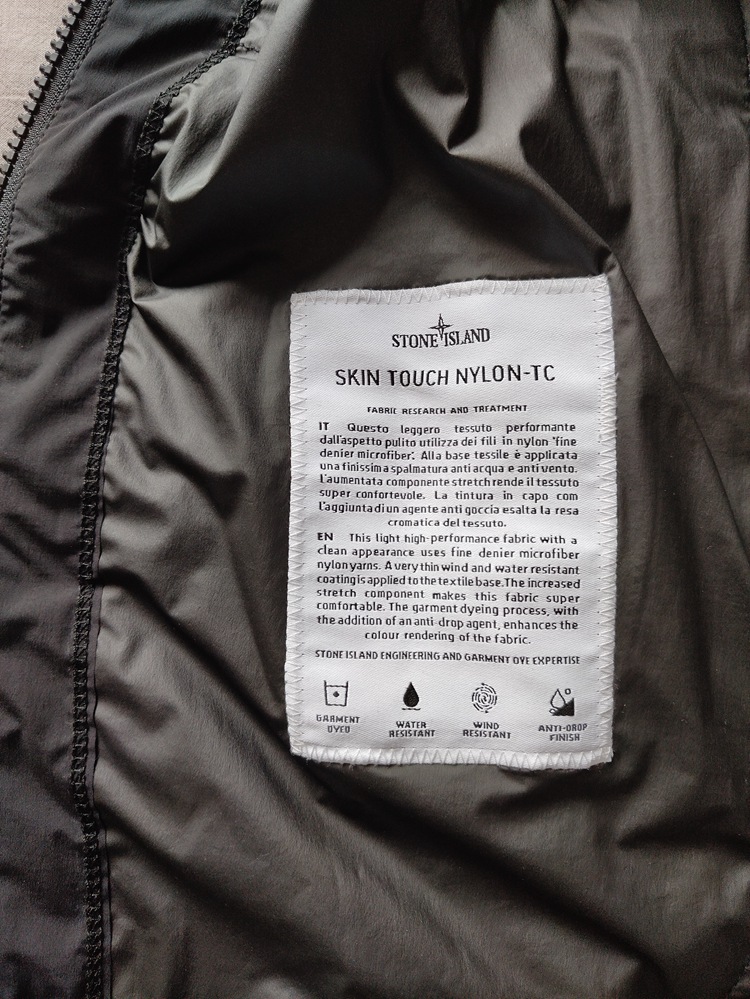 STONE ISLAND
SKIN TOUCH NYLON-TC
FABRIC RESEARCH AND TREATMENT
IT Questo leggero tessuto performante
dall'aspetto pulito utilizza dei fili in nylon 'fine
denier microfiber'. Alla base tessile è applicata
una finissima spalmatura anti acqua e anti vento.
L'aumentata componente stretch rende il tessuto
super confortevole. La tintura in capo com
l'aggiunta di un agente anti goccia esalta la resa
cromatica del tessuto.
EN This light high-performance fabric with a
clean appearance uses fine denier microfiber
nylon yarns. A very thin wind and water resistant
coating is applied to the textile base. The increased
stretch component makes this fabric super
comfortable. The garment dyeing process, with
the addition of an anti-drop agent, enhances the
colour rendering of the fabric.
STONE ISLAND ENGINEERING AND GARMENT DYE EXPERTISE
GARMENT DYED
WATER RESISTANT
WIND RESISTANT
ANTI-DROP FINISH